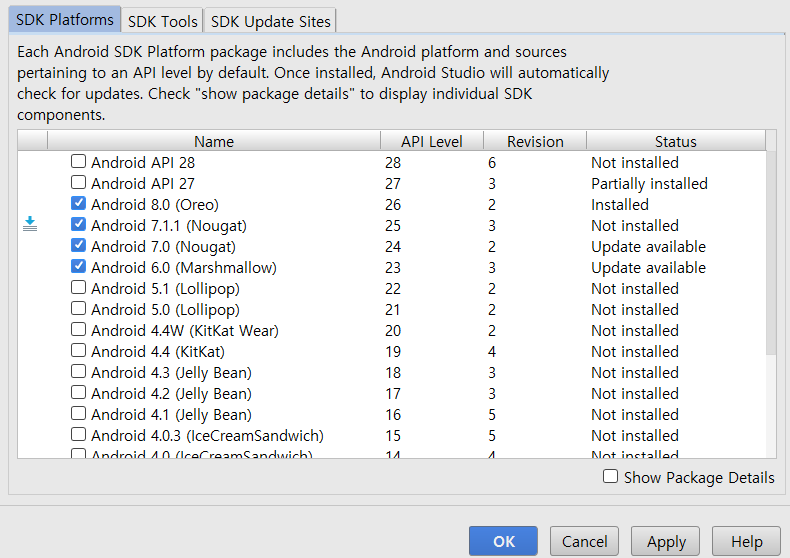 SDK Platforms SDK Tools SDK Update Sites
Each Android SDK Platform package includes the Android platform and sources
pertaining to an API level by default. Once installed, Android Studio will automatically
check for updates. Check "show package details" to display individual SDK
components.
Name API Level Revision Status
Android API 28 28 6 Not installed
Android API 27 27 3 Partially installed
Android 8.0 (Oreo) 26 2 Installed
Android 7.1.1 (Nougat) 25 3 Not installed
Android 7.0 (Nougat) 24 2 Update available
Android 6.0 (Marshmallow) 23 3 Update available
Android 5.1 (Lollipop) 22 2 Not installed
Android 5.0 (Lollipop) 21 2 Not installed
Android 4.4W (KitKat Wear) 20 2 Not installed
Android 4.4 (KitKat) 19 4 Not installed
Android 4.3 (Jelly Bean) 18 3 Not installed
Android 4.2 (Jelly Bean) 17 3 Not installed
Android 4.1 (Jelly Bean) 16 5 Not installed
Android 4.0.3 (IceCreamSandwich) 15 5 Not installed
Android 4.0 (IceCreamSandwich) 14 4 Not installed
Show Package Details
OK Cancel Apply Help